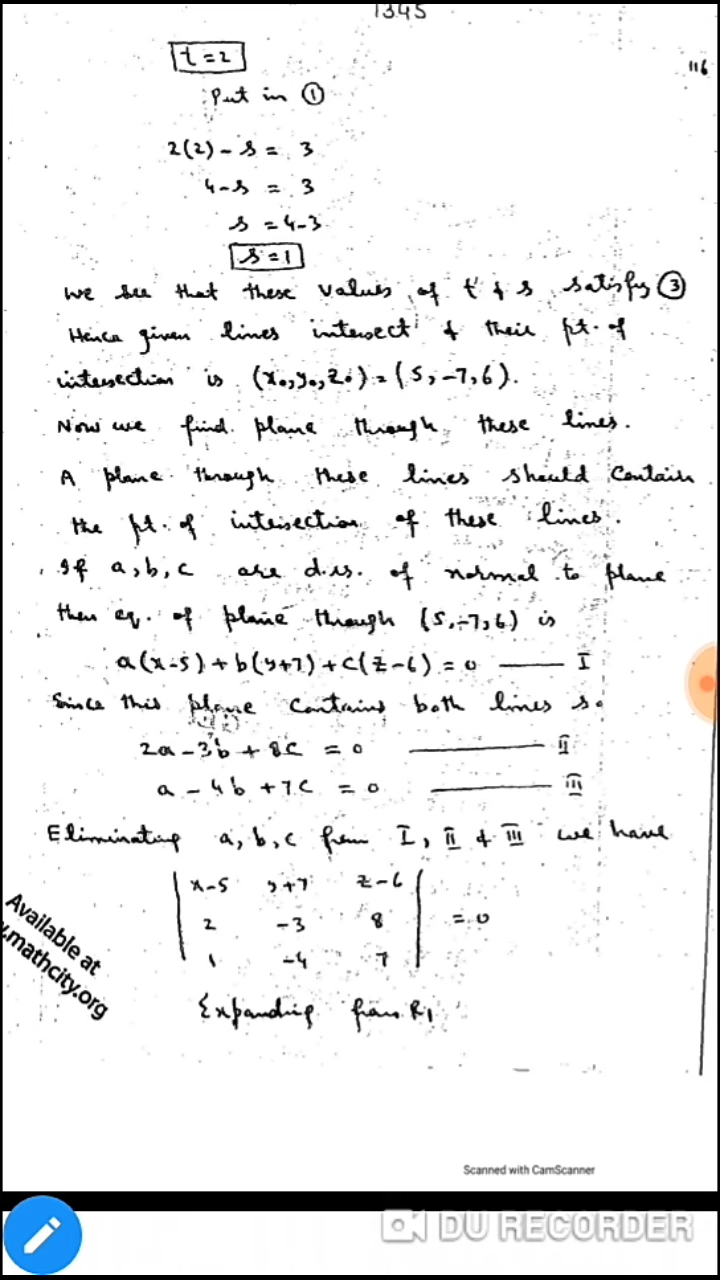 1345
t = 2
116
Put in ①
2(2) - s = 3
4 - s = 3
s = 4-3
s = 1
We see that these values of t & s satisfy ③
Hence given lines intersect & their pt. of
intersection is (x₀, y₀, z₀) = (5, -7, 6).
Now we find plane through these lines.
A plane through these lines should contain
the pt. of intersection of these lines.
If a, b, c are d.rs. of normal to plane
then eq. of plane through (5, -7, 6) is
a(x-5) + b(y+7) + c(z-6) = 0 —— I
Since this plane contains both lines so
2a - 3b + 8c = 0 —— II
a - 4b + 7c = 0 —— III
Eliminating a, b, c from I, II & III we have
| x-5 y+7 z-6 |
| 2 -3 8 | = 0
| 1 -4 7 |
Available at
.mathcity.org
Expanding from R₁
Scanned with CamScanner
DU RECORDER